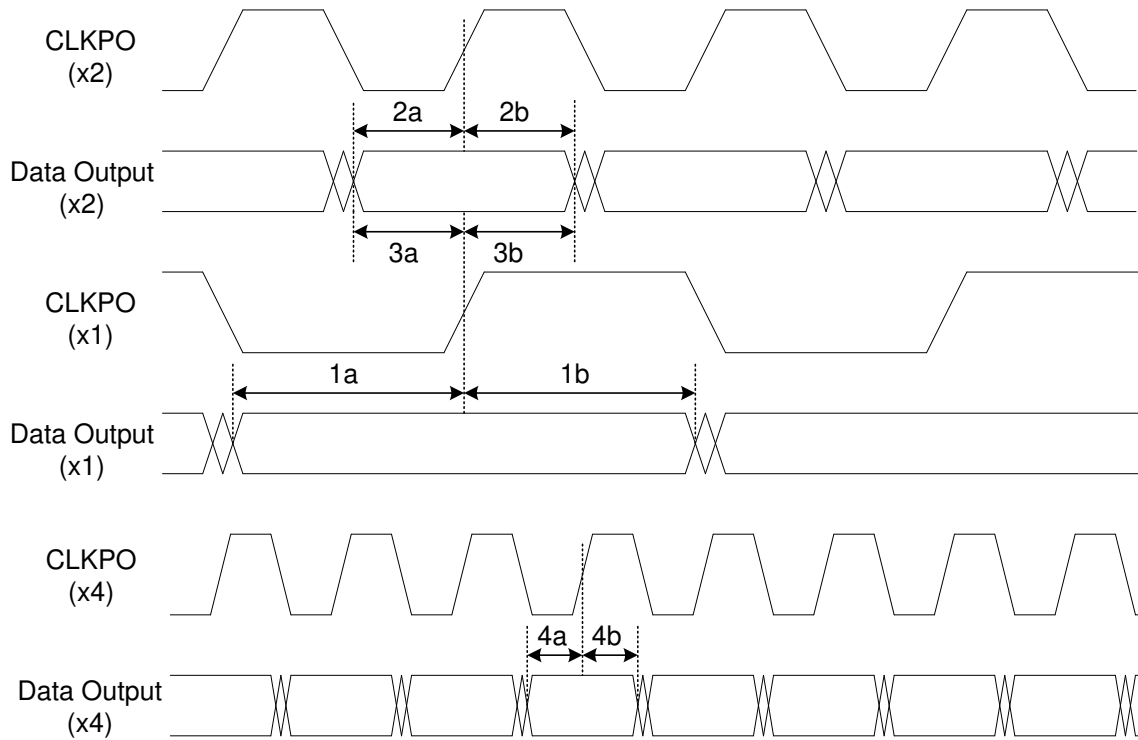 CLKPO
(x2)
2a 2b
Data Output
(x2)
3a 3b
CLKPO
(x1)
1a 1b
Data Output
(x1)
CLKPO
(x4)
4a 4b
Data Output
(x4)